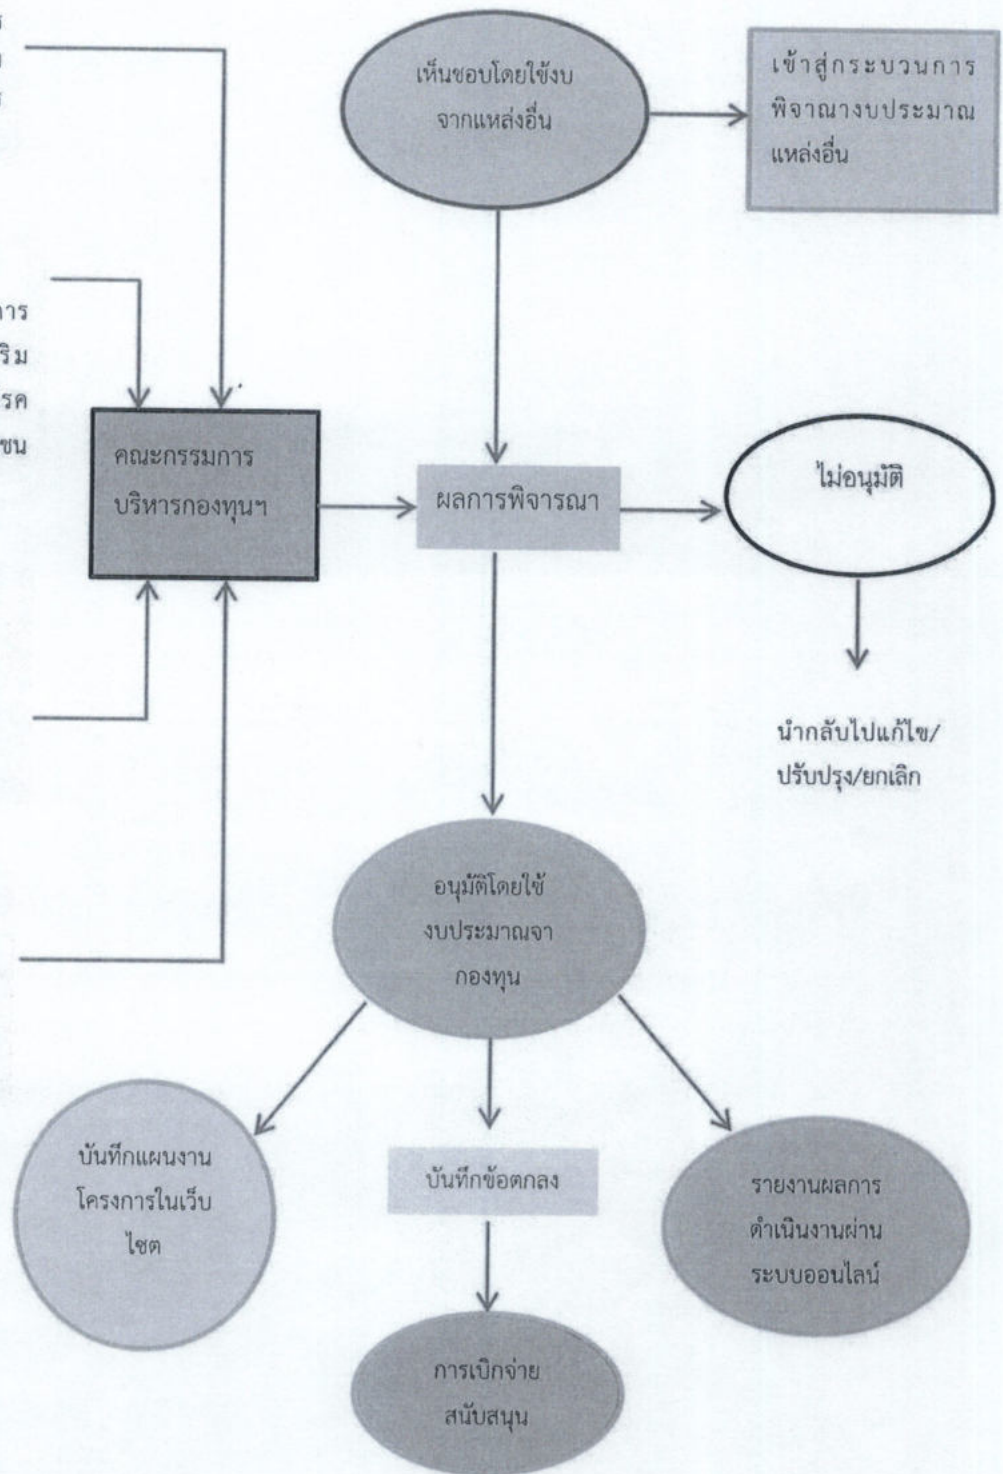 เห็นชอบโดยใช้งบ
จากแหล่งอื่น
เข้าสู่กระบวนการ
พิจาณางบประมาณ
แหล่งอื่น
คณะกรรมการ
บริหารกองทุนฯ
ผลการพิจารณา
ไม่อนุมัติ
นำกลับไปแก้ไข/
ปรับปรุง/ยกเลิก
อนุมัติโดยใช้
งบประมาณจา
กองทุน
บันทึกแผนงาน
โครงการในเว็บ
ไซต
บันทึกข้อตกลง
รายงานผลการ
ดำเนินงานผ่าน
ระบบออนไลน์
การเบิกจ่าย
สนับสนุน